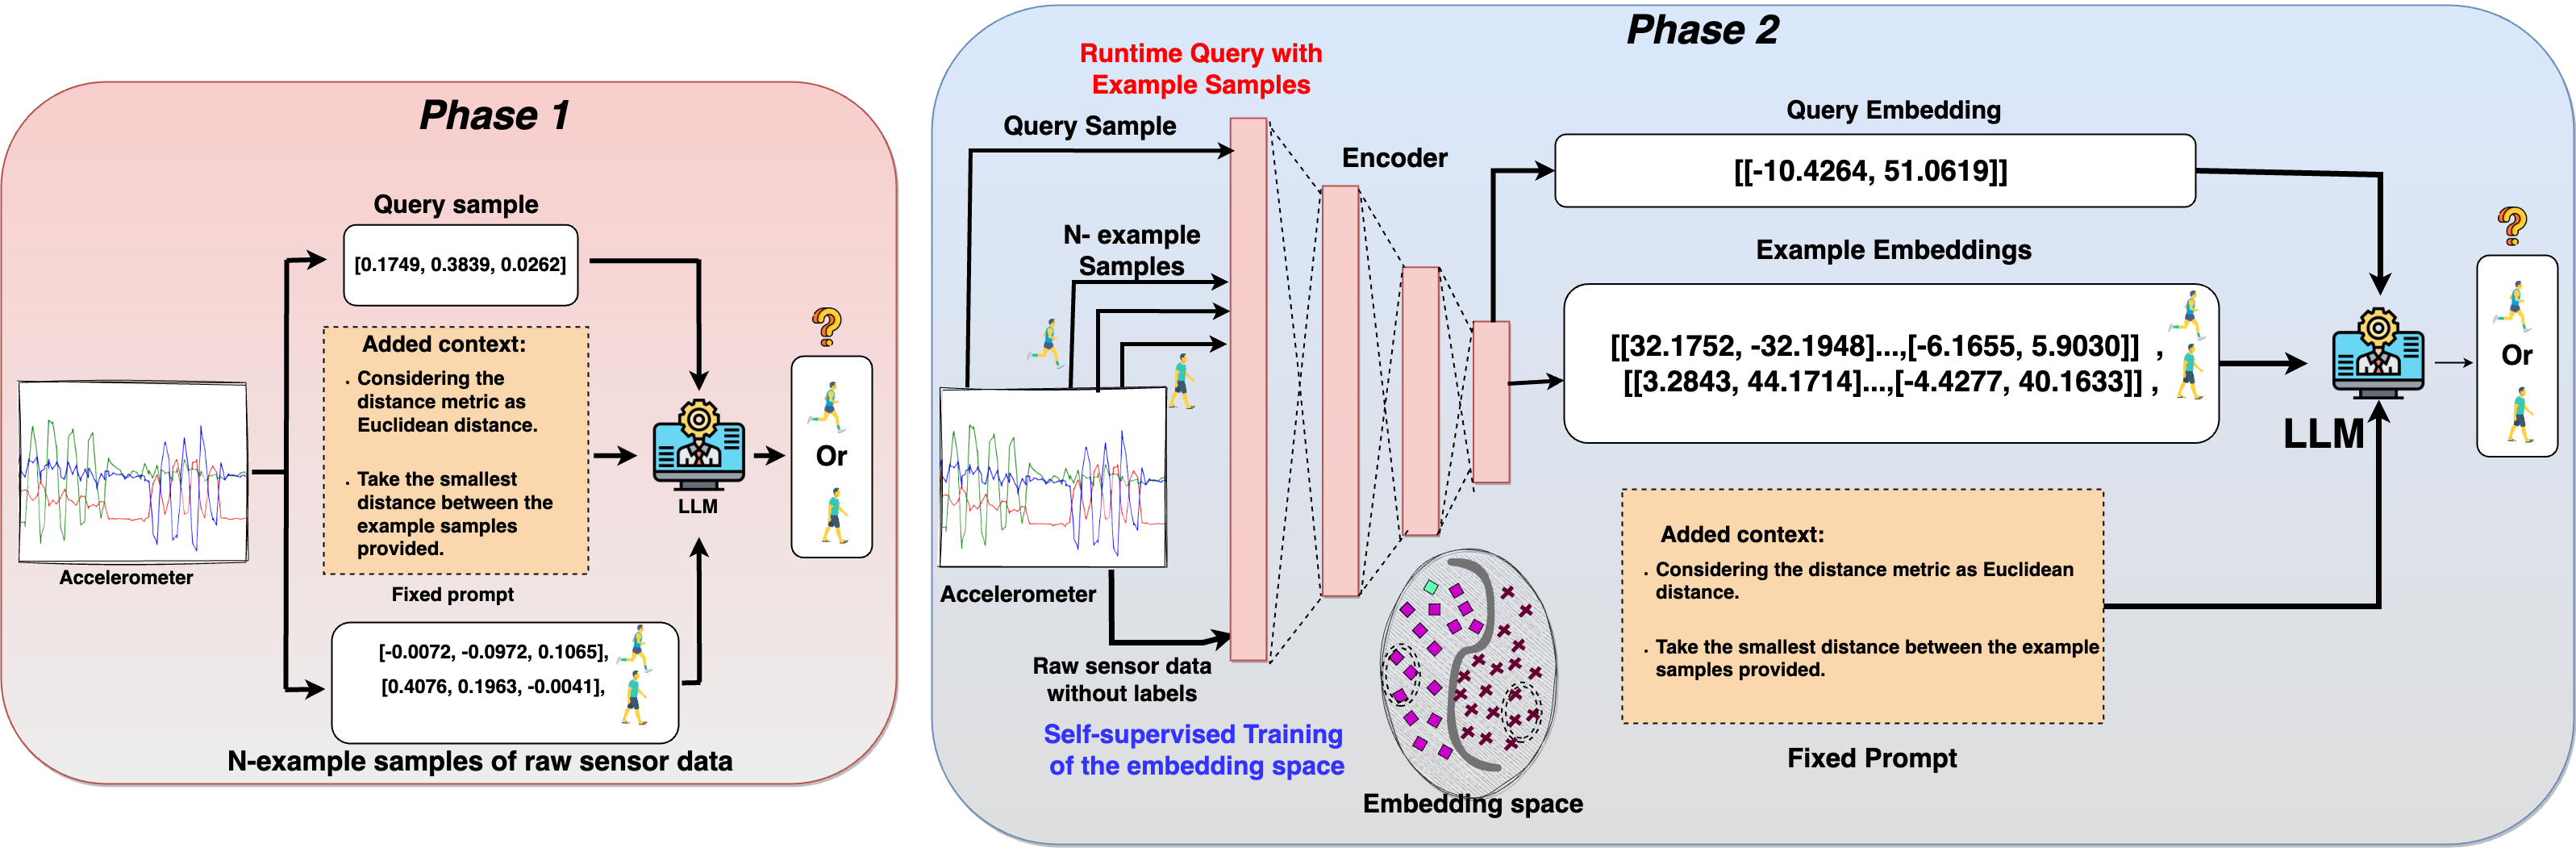 Phase 1
Query sample
[0.1749, 0.3839, 0.0262]
Added context:
. Considering the
distance metric as
Euclidean distance.
. Take the smallest
distance between the
example samples
provided.
Fixed prompt
Accelerometer
LLM
?
Or
[-0.0072, -0.0972, 0.1065],
[0.4076, 0.1963, -0.0041],
N-example samples of raw sensor data
Phase 2
Runtime Query with
Example Samples
Query Sample
N- example
Samples
Encoder
Accelerometer
Raw sensor data
without labels
Self-supervised Training
of the embedding space
Embedding space
Query Embedding
[[-10.4264, 51.0619]]
Example Embeddings
[[32.1752, -32.1948]...,[-6.1655, 5.9030]] ,
[[3.2843, 44.1714]...,[-4.4277, 40.1633]] ,
LLM
?
Or
Added context:
. Considering the distance metric as Euclidean
distance.
. Take the smallest distance between the example
samples provided.
Fixed Prompt